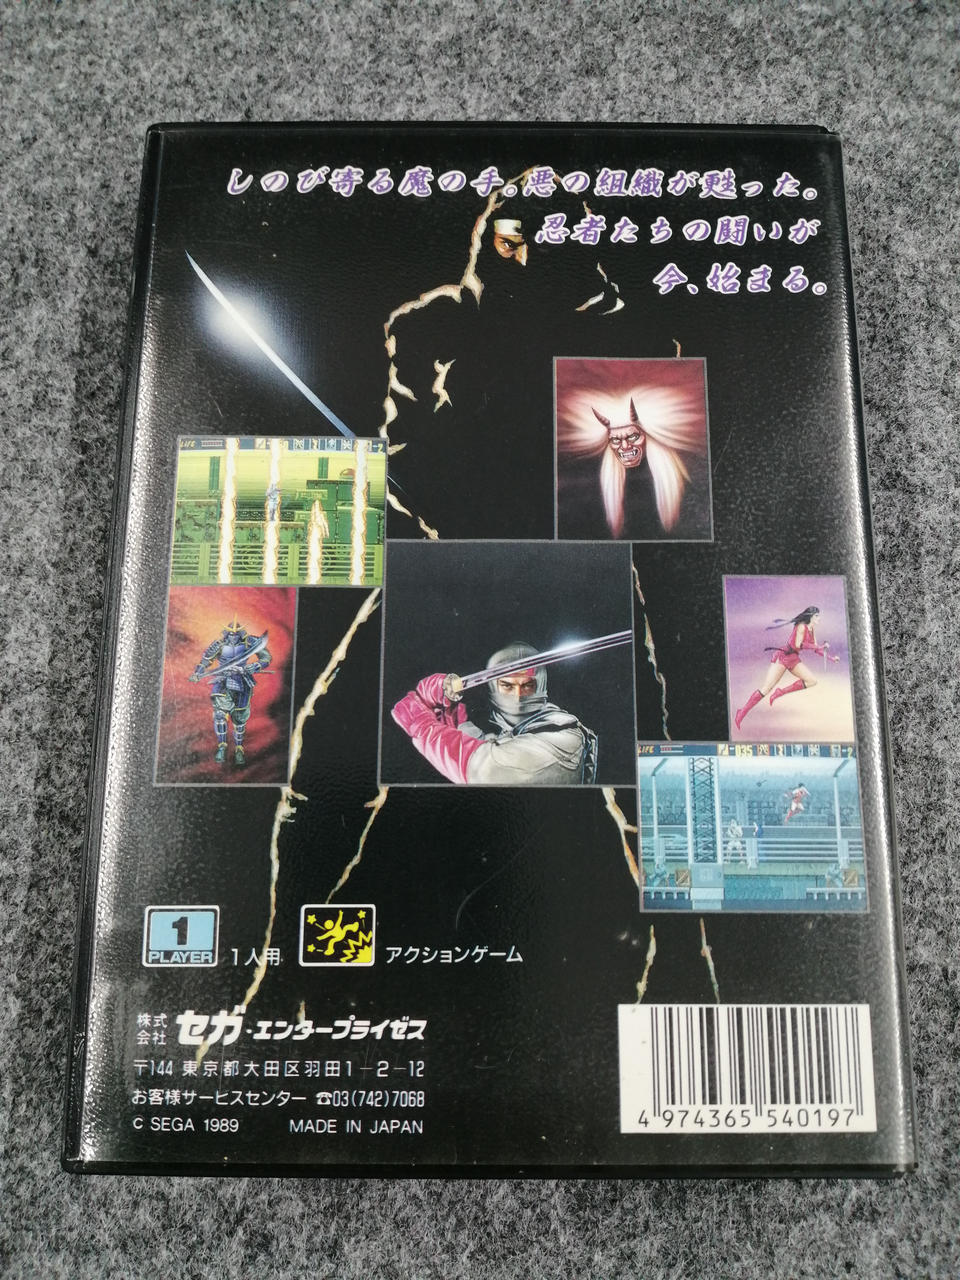 しのび寄る魔の手。悪の組織が甦った。
忍者たちの闘いが
今、始まる。
LIFE
LIFE
1
PLAYER
1人用
アクションゲーム
株式会社 セガ・エンタープライゼス
〒144 東京都大田区羽田1-2-12
お客様サービスセンター ☎03(742)7068
© SEGA 1989 MADE IN JAPAN
4 974365 540197